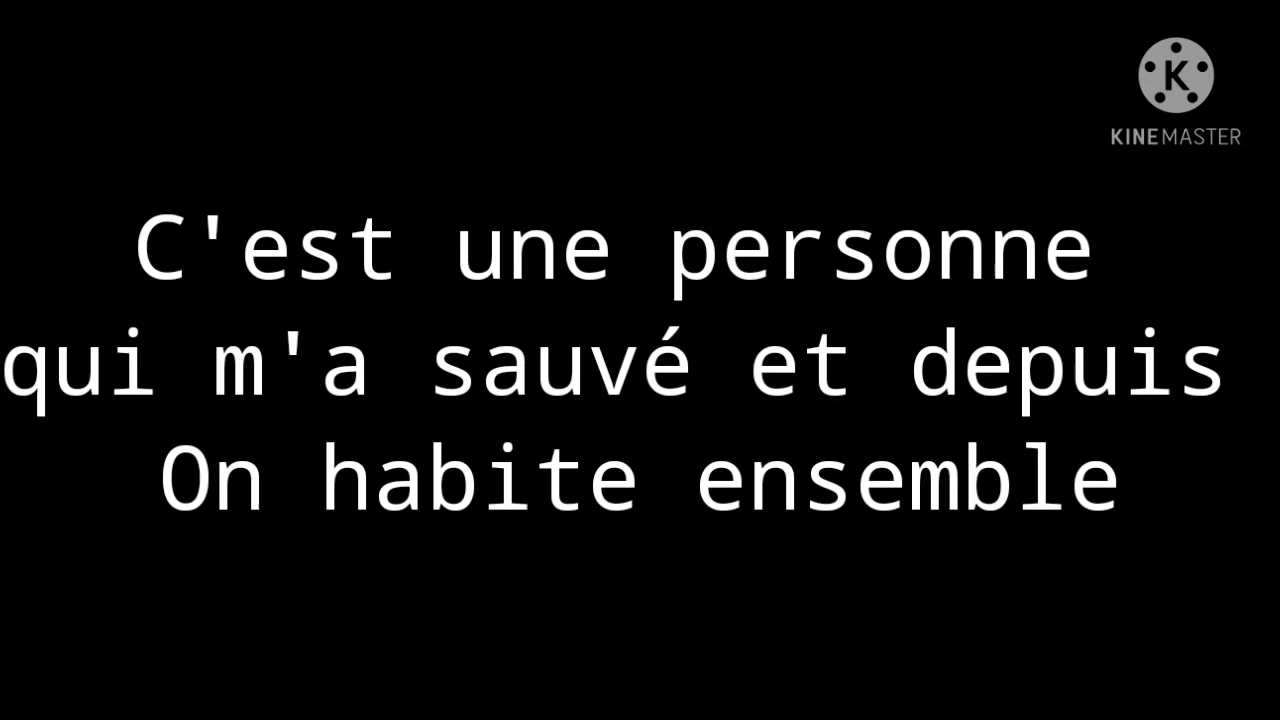 K
KINEMASTER
C'est une personne
qui m'a sauvé et depuis
On habite ensemble